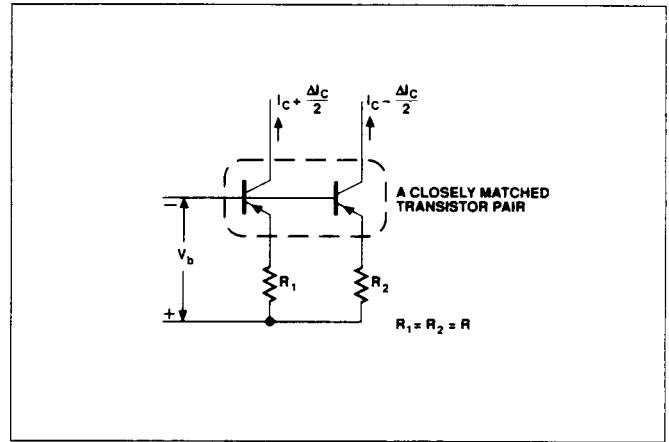 I_C + ΔI_C/2
I_C − ΔI_C/2
A CLOSELY MATCHED
TRANSISTOR PAIR
−
V_b
R_1
R_2
+
R_1 = R_2 = R